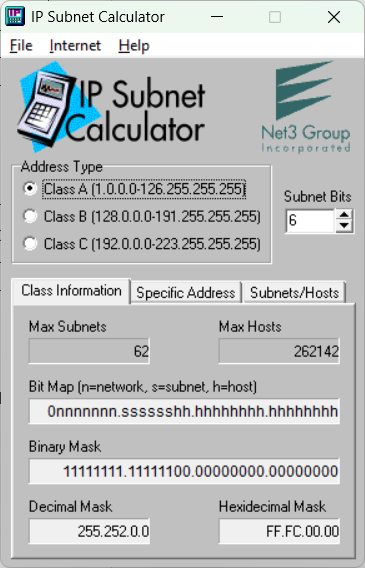 IP Subnet Calculator
File Internet Help
IP Subnet
Calculator
Net3 Group
Incorporated
Address Type
Class A (1.0.0.0-126.255.255.255)
Class B (128.0.0.0-191.255.255.255)
Class C (192.0.0.0-223.255.255.255)
Subnet Bits
6
Class Information Specific Address Subnets/Hosts
Max Subnets Max Hosts
62 262142
Bit Map (n=network, s=subnet, h=host)
0nnnnnnn.sssssshh.hhhhhhhh.hhhhhhhh
Binary Mask
11111111.11111100.00000000.00000000
Decimal Mask Hexidecimal Mask
255.252.0.0 FF.FC.00.00